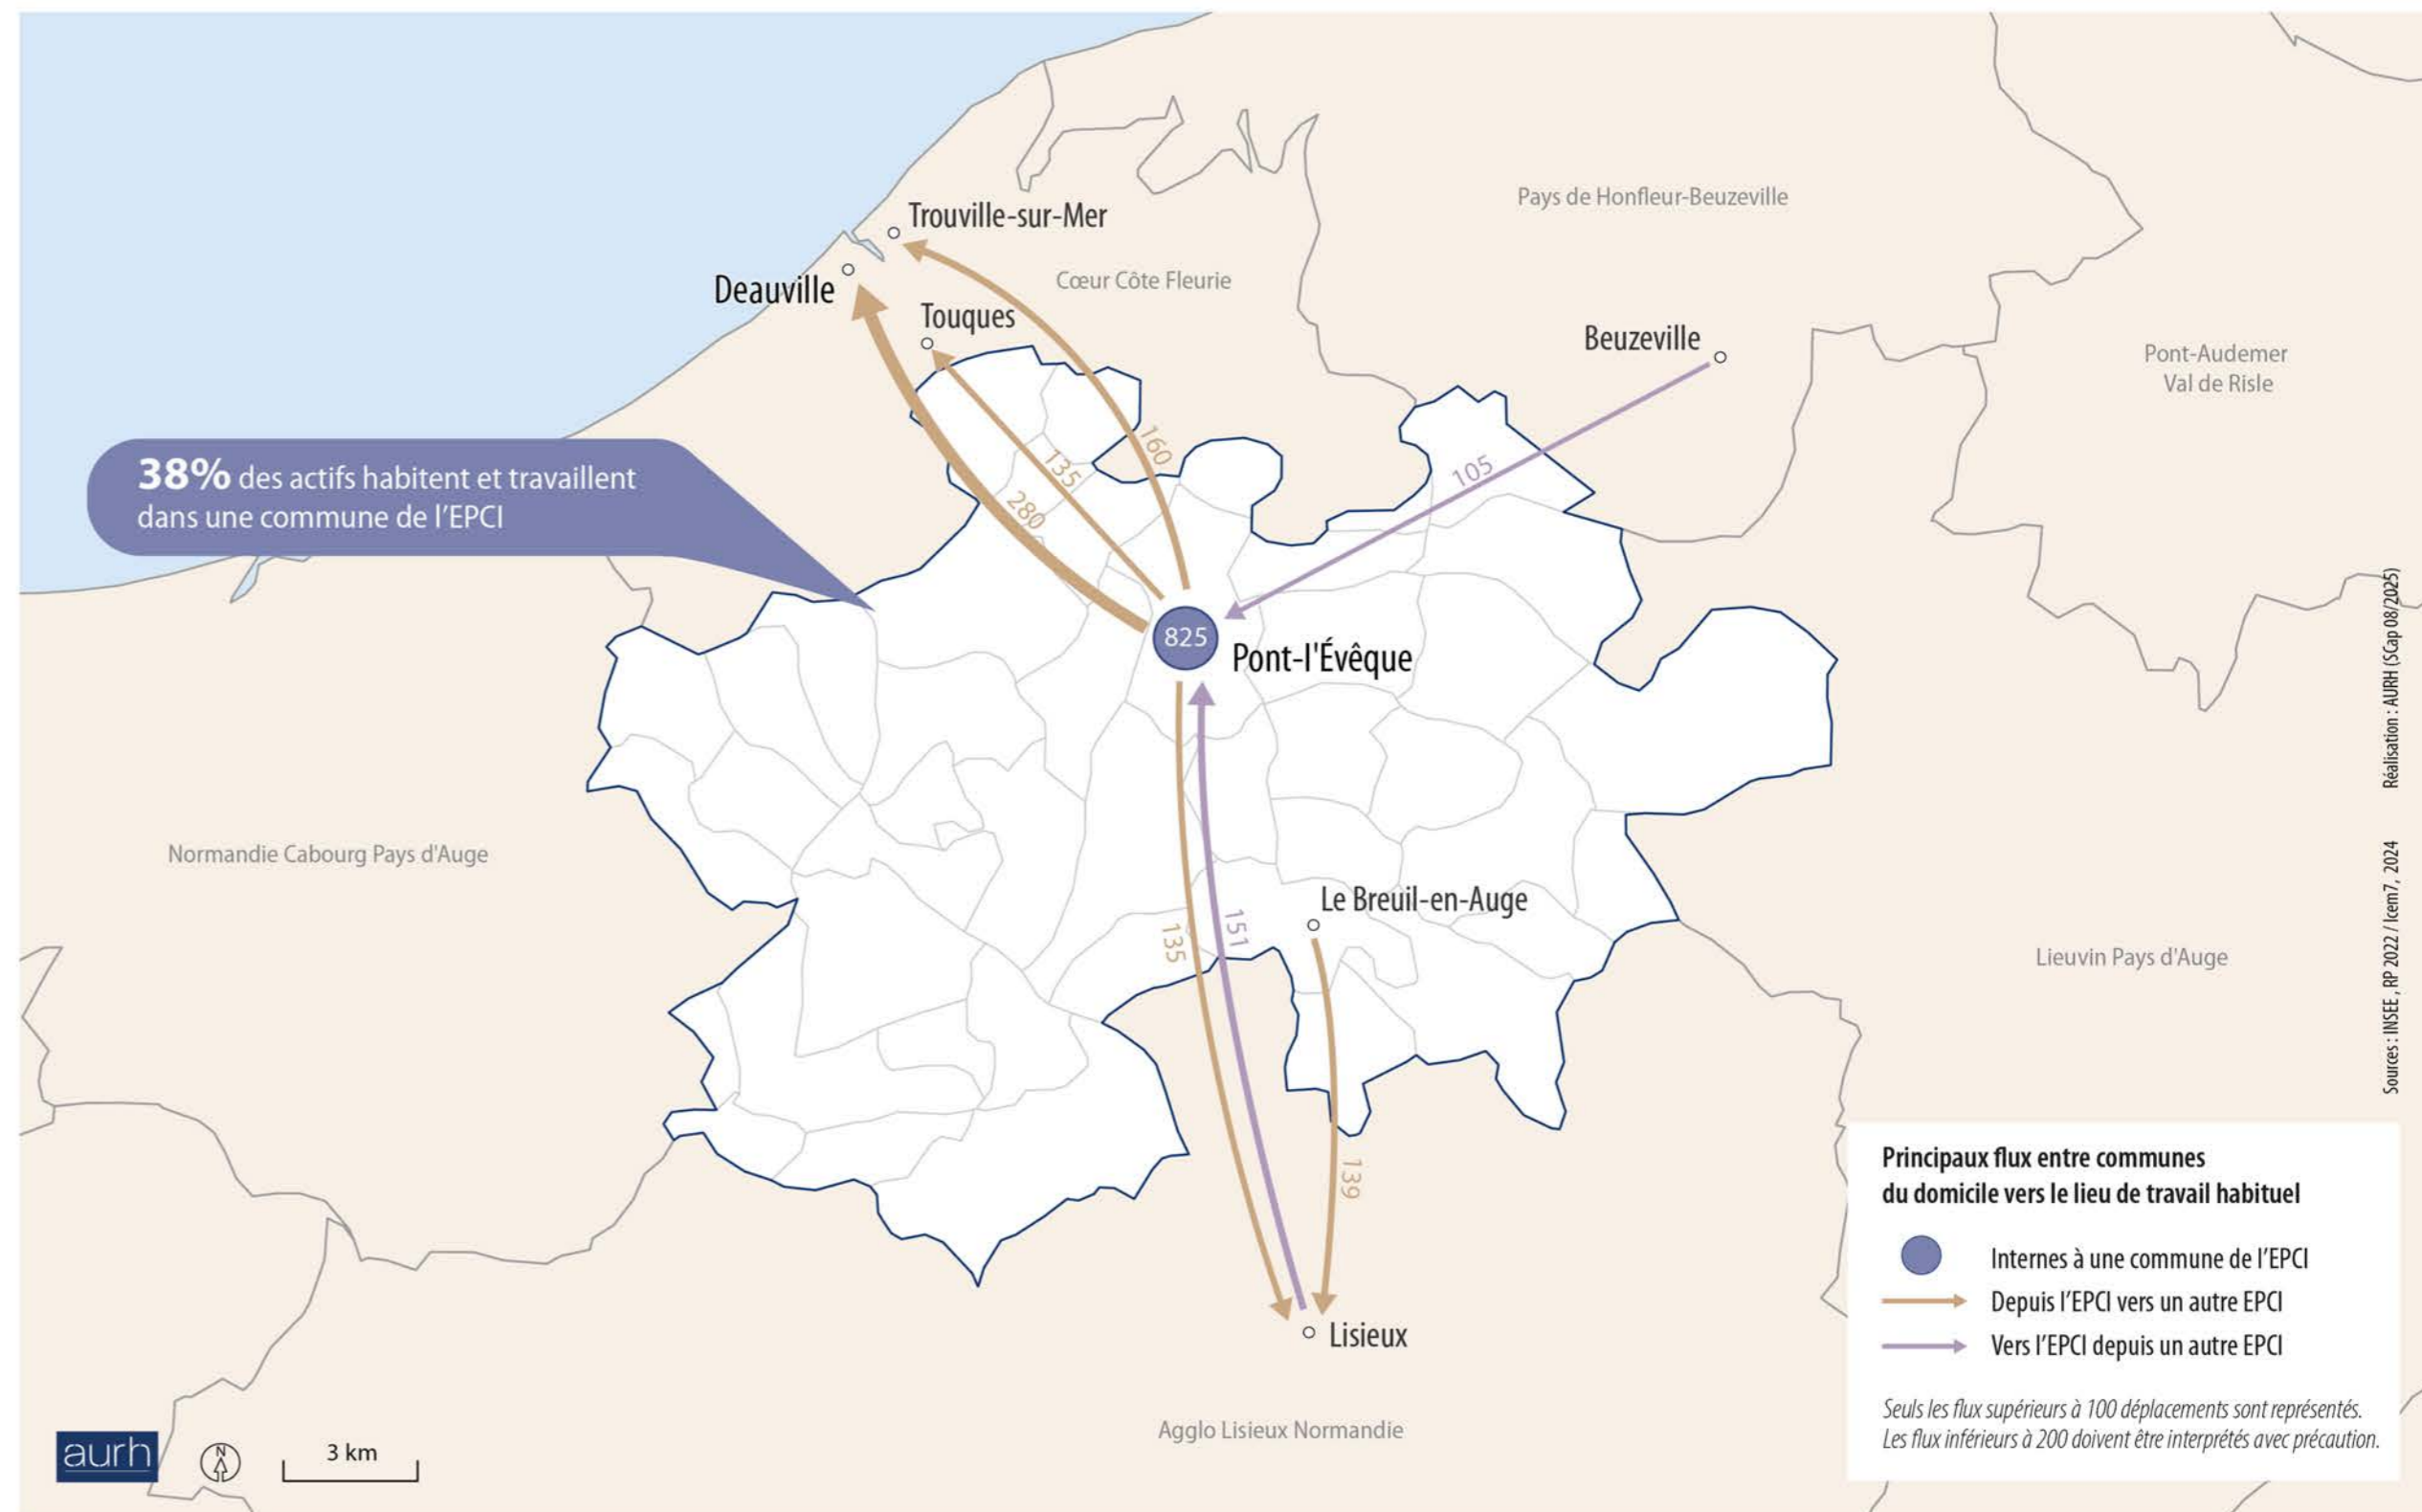 Trouville-sur-Mer
Pays de Honfleur-Beuzeville
Deauville
Cœur Côte Fleurie
Touques
Beuzeville
Pont-Audemer
Val de Risle
160
135
105
280
38% des actifs habitent et travaillent
dans une commune de l'EPCI
825
Pont-l'Évêque
Normandie Cabourg Pays d'Auge
Le Breuil-en-Auge
135
151
Lieuvin Pays d'Auge
139
Lisieux
Agglo Lisieux Normandie
Réalisation : AURH (SCap 08/2025)
Sources : INSEE , RP 2022 / Icem7, 2024
Principaux flux entre communes
du domicile vers le lieu de travail habituel
Internes à une commune de l'EPCI
Depuis l'EPCI vers un autre EPCI
Vers l'EPCI depuis un autre EPCI
Seuls les flux supérieurs à 100 déplacements sont représentés.
Les flux inférieurs à 200 doivent être interprétés avec précaution.
aurh
N
3 km